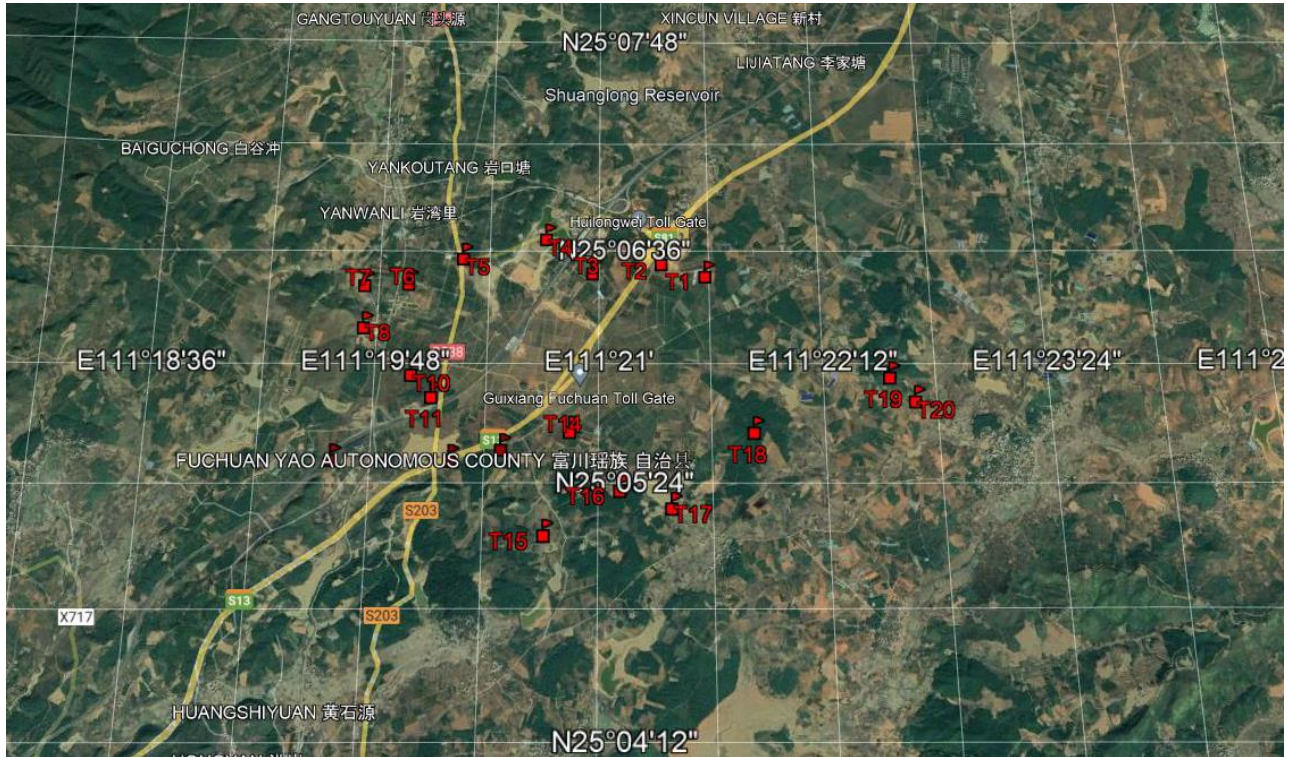 GANGTOUYUAN 岗头源
XINCUN VILLAGE 新村
N25°07'48"
LIJIATANG 李家塘
Shuanglong Reservoir
BAIGUCHONG 白谷冲
YANKOUTANG 岩口塘
YANWANLI 岩湾里
Huilongwei Toll Gate
T4
N25°06'36"
T5
T3
T2
T1
T7
T6
T8
E111°18'36"
E111°19'48"
E111°21'
E111°22'12"
E111°23'24"
E111°2
T10
T11
Guixiang Fuchuan Toll Gate
T19
T20
T14
T18
FUCHUAN YAO AUTONOMOUS COUNTY 富川瑶族 自治县
N25°05'24"
T16
T17
S203
T15
S13
X717
S203
HUANGSHIYUAN 黄石源
N25°04'12"